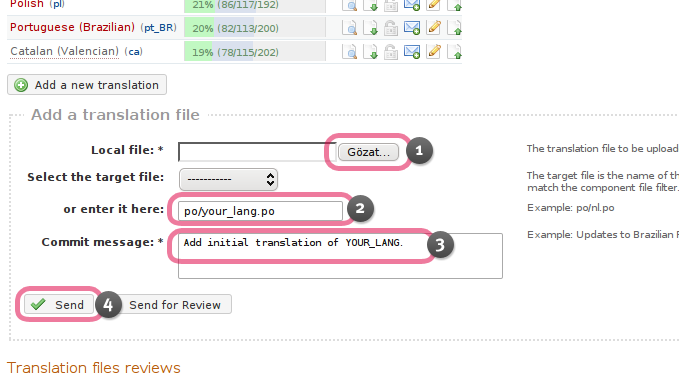 Polish (pl) 21% (86/117/192)
Portuguese (Brazilian) (pt_BR) 20% (82/113/200)
Catalan (Valencian) (ca) 19% (78/115/202)
Add a new translation
Add a translation file
Local file: * Gözat... 1 The translation file to be uploa
Select the target file: ----------- The target file is the name of th
match the component file filter.
or enter it here: po/your_lang.po 2 Example: po/nl.po
Commit message: * Add initial translation of YOUR_LANG. 3 Example: Updates to Brazilian P
Send 4 Send for Review
Translation files reviews